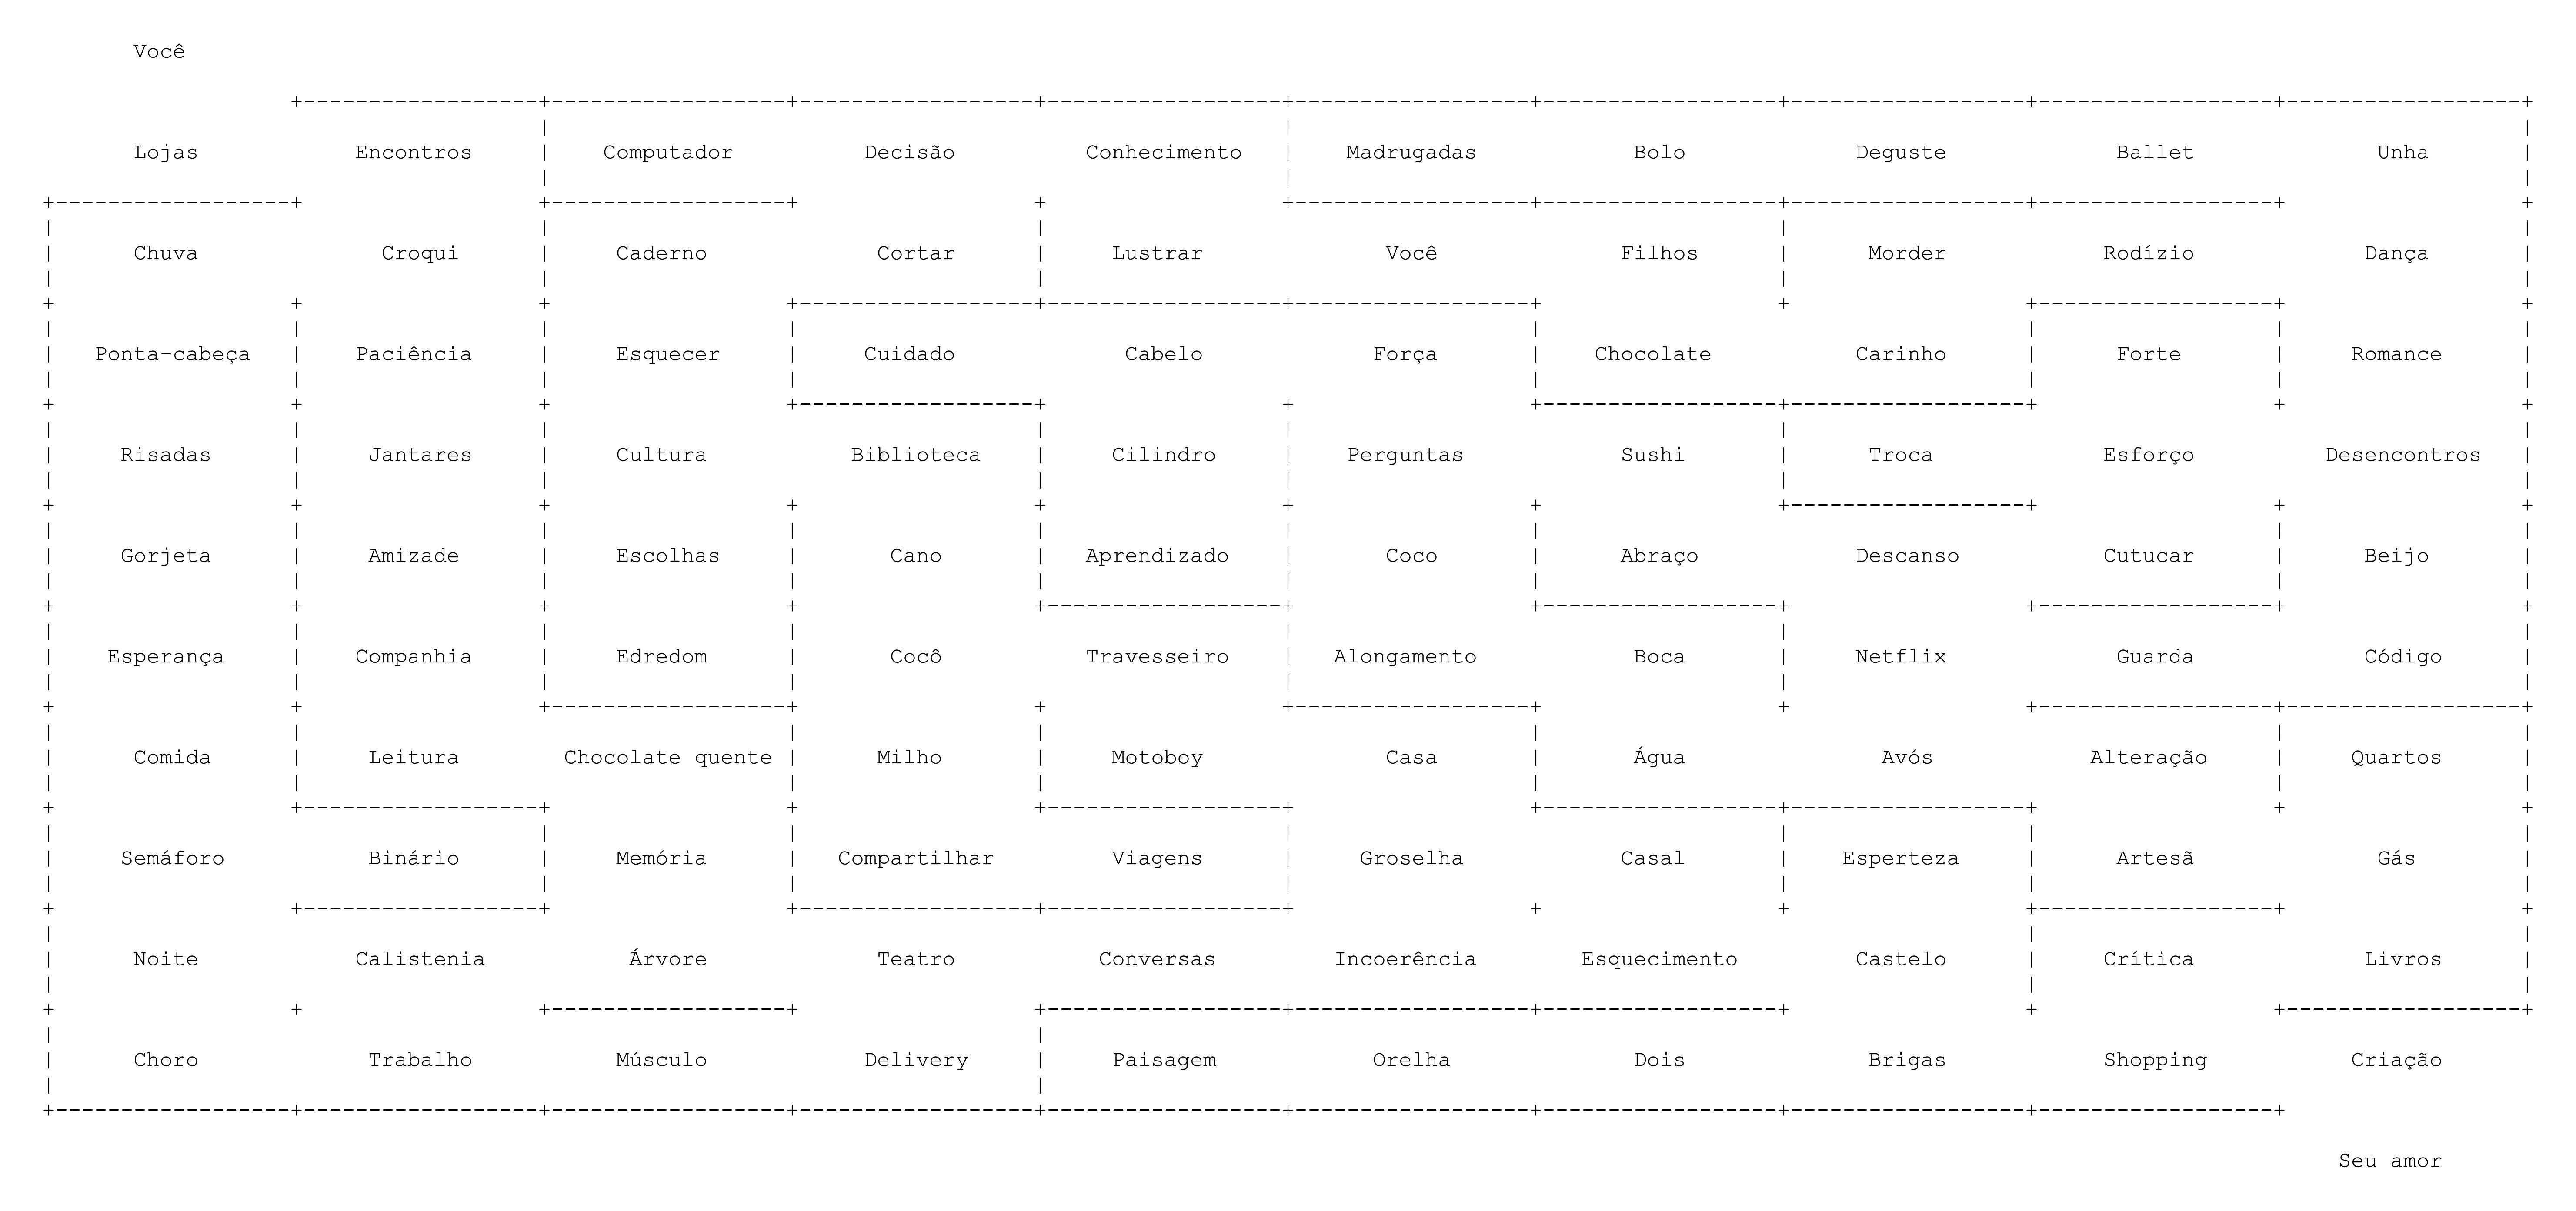 Você
Lojas Encontros Computador Decisão Conhecimento Madrugadas Bolo Deguste Ballet Unha
Chuva Croqui Caderno Cortar Lustrar Você Filhos Morder Rodízio Dança
Ponta-cabeça Paciência Esquecer Cuidado Cabelo Força Chocolate Carinho Forte Romance
Risadas Jantares Cultura Biblioteca Cilindro Perguntas Sushi Troca Esforço Desencontros
Gorjeta Amizade Escolhas Cano Aprendizado Coco Abraço Descanso Cutucar Beijo
Esperança Companhia Edredom Cocô Travesseiro Alongamento Boca Netflix Guarda Código
Comida Leitura Chocolate quente Milho Motoboy Casa Água Avós Alteração Quartos
Semáforo Binário Memória Compartilhar Viagens Groselha Casal Esperteza Artesã Gás
Noite Calistenia Árvore Teatro Conversas Incoerência Esquecimento Castelo Crítica Livros
Choro Trabalho Músculo Delivery Paisagem Orelha Dois Brigas Shopping Criação
Seu amor